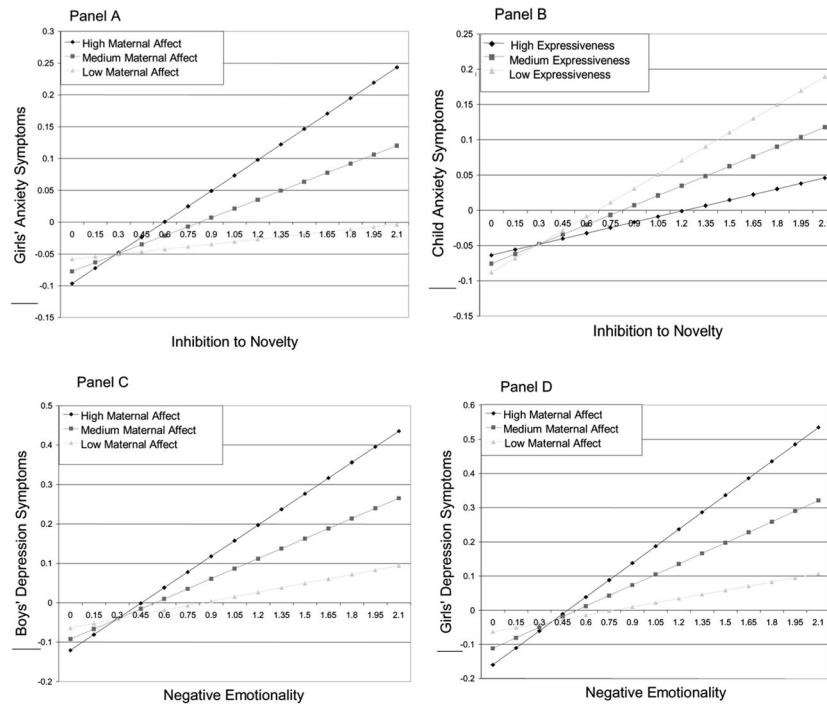 Panel A
0.3
High Maternal Affect
Medium Maternal Affect
Low Maternal Affect
0.25
0.2
0.15
0.1
0.05
0
0 0.15 0.3 0.45 0.6 0.75 0.9 1.05 1.2 1.35 1.5 1.65 1.8 1.95 2.1
-0.05
-0.1
-0.15
Girls' Anxiety Symptoms
Inhibition to Novelty
Panel B
0.25
High Expressiveness
Medium Expressiveness
Low Expressiveness
0.2
0.15
0.1
0.05
0
0 0.15 0.3 0.45 0.6 0.75 0.9 1.05 1.2 1.35 1.5 1.65 1.8 1.95 2.1
-0.05
-0.1
-0.15
Child Anxiety Symptoms
Inhibition to Novelty
Panel C
0.5
High Maternal Affect
Medium Maternal Affect
Low Maternal Affect
0.4
0.3
0.2
0.1
0
0 0.15 0.3 0.45 0.6 0.75 0.9 1.05 1.2 1.35 1.5 1.65 1.8 1.95 2.1
-0.1
-0.2
Boys' Depression Symptoms
Negative Emotionality
Panel D
0.6
High Maternal Affect
Medium Maternal Affect
Low Maternal Affect
0.5
0.4
0.3
0.2
0.1
0
0 0.15 0.3 0.45 0.6 0.75 0.9 1.05 1.2 1.35 1.5 1.65 1.8 1.95 2.1
-0.1
-0.2
Girls' Depression Symptoms
Negative Emotionality